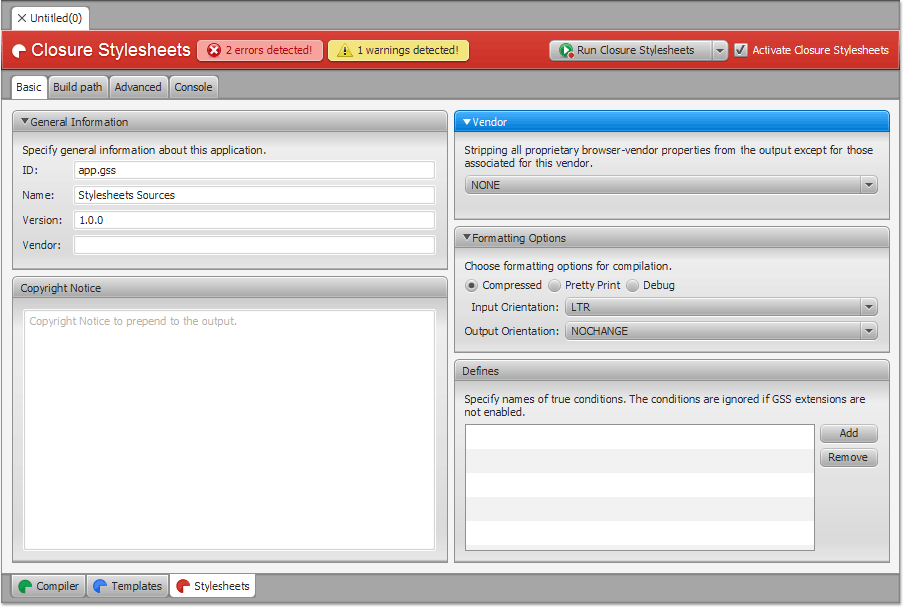 Untitled(0)
Closure Stylesheets
2 errors detected!
1 warnings detected!
Run Closure Stylesheets
Activate Closure Stylesheets
Basic
Build path
Advanced
Console
General Information
Specify general information about this application.
ID:
app.gss
Name:
Stylesheets Sources
Version:
1.0.0
Vendor:
Copyright Notice
Copyright Notice to prepend to the output.
Vendor
Stripping all proprietary browser-vendor properties from the output except for those
associated for this vendor.
NONE
Formatting Options
Choose formatting options for compilation.
Compressed
Pretty Print
Debug
Input Orientation:
LTR
Output Orientation:
NOCHANGE
Defines
Specify names of true conditions. The conditions are ignored if GSS extensions are
not enabled.
Add
Remove
Compiler
Templates
Stylesheets